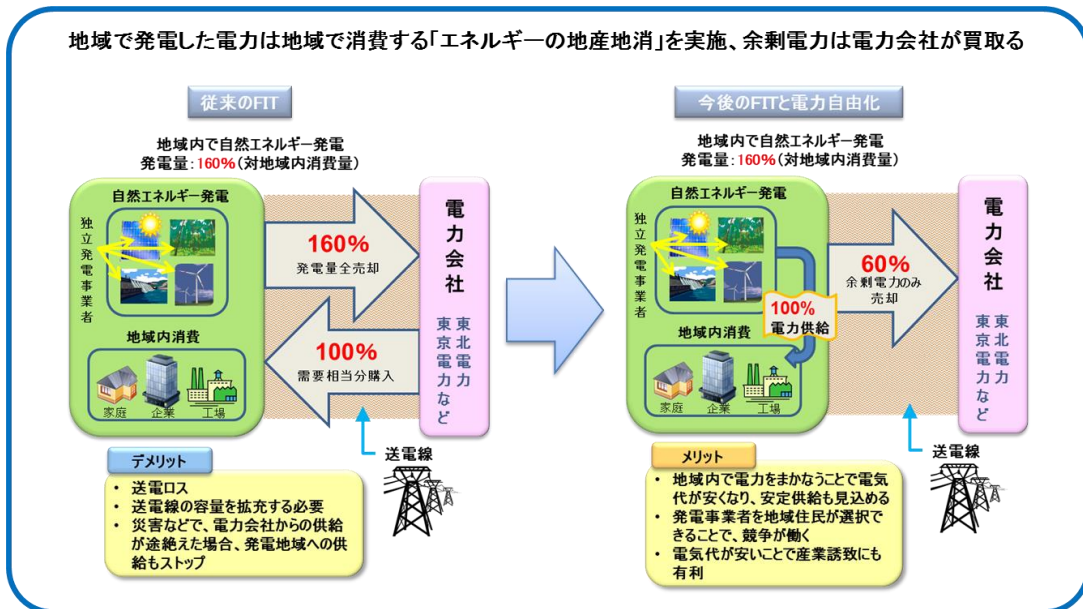 地域で発電した電力は地域で消費する「エネルギーの地産地消」を実施、余剰電力は電力会社が買取る
従来のFIT
地域内で自然エネルギー発電
発電量:160%(対地域内消費量)
自然エネルギー発電
独立発電事業者
160%
発電量全売却
地域内消費
家庭
企業
工場
100%
需要相当分購入
電力会社
東北電力
東京電力など
送電線
デメリット
• 送電ロス
• 送電線の容量を拡充する必要
• 災害などで、電力会社からの供給
が途絶えた場合、発電地域への供
給もストップ
今後のFITと電力自由化
地域内で自然エネルギー発電
発電量:160%(対地域内消費量)
自然エネルギー発電
独立発電事業者
60%
余剰電力のみ
売却
100%
電力供給
地域内消費
家庭
企業
工場
電力会社
東北電力
東京電力など
送電線
メリット
• 地域内で電力をまかなうことで電気
代が安くなり、安定供給も見込める
• 発電事業者を地域住民が選択で
きることで、競争が働く
• 電気代が安いことで産業誘致にも
有利